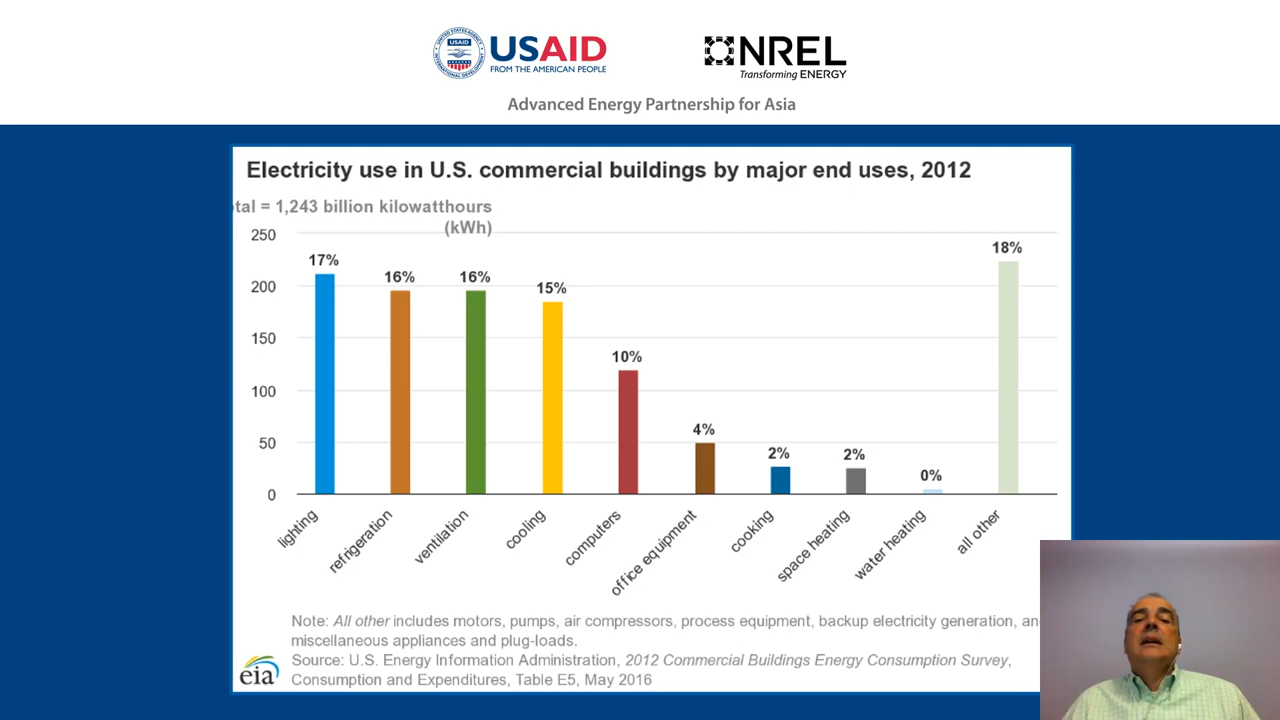 USAID
FROM THE AMERICAN PEOPLE
NREL
Transforming ENERGY
Advanced Energy Partnership for Asia
Electricity use in U.S. commercial buildings by major end uses, 2012
otal = 1,243 billion kilowatthours
(kWh)
250
200
150
100
50
0
17%
16%
16%
15%
10%
4%
2%
2%
0%
18%
lighting
refrigeration
ventilation
cooling
computers
office equipment
cooking
space heating
water heating
all other
Note: All other includes motors, pumps, air compressors, process equipment, backup electricity generation, an
miscellaneous appliances and plug-loads.
Source: U.S. Energy Information Administration, 2012 Commercial Buildings Energy Consumption Survey,
Consumption and Expenditures, Table E5, May 2016
eia